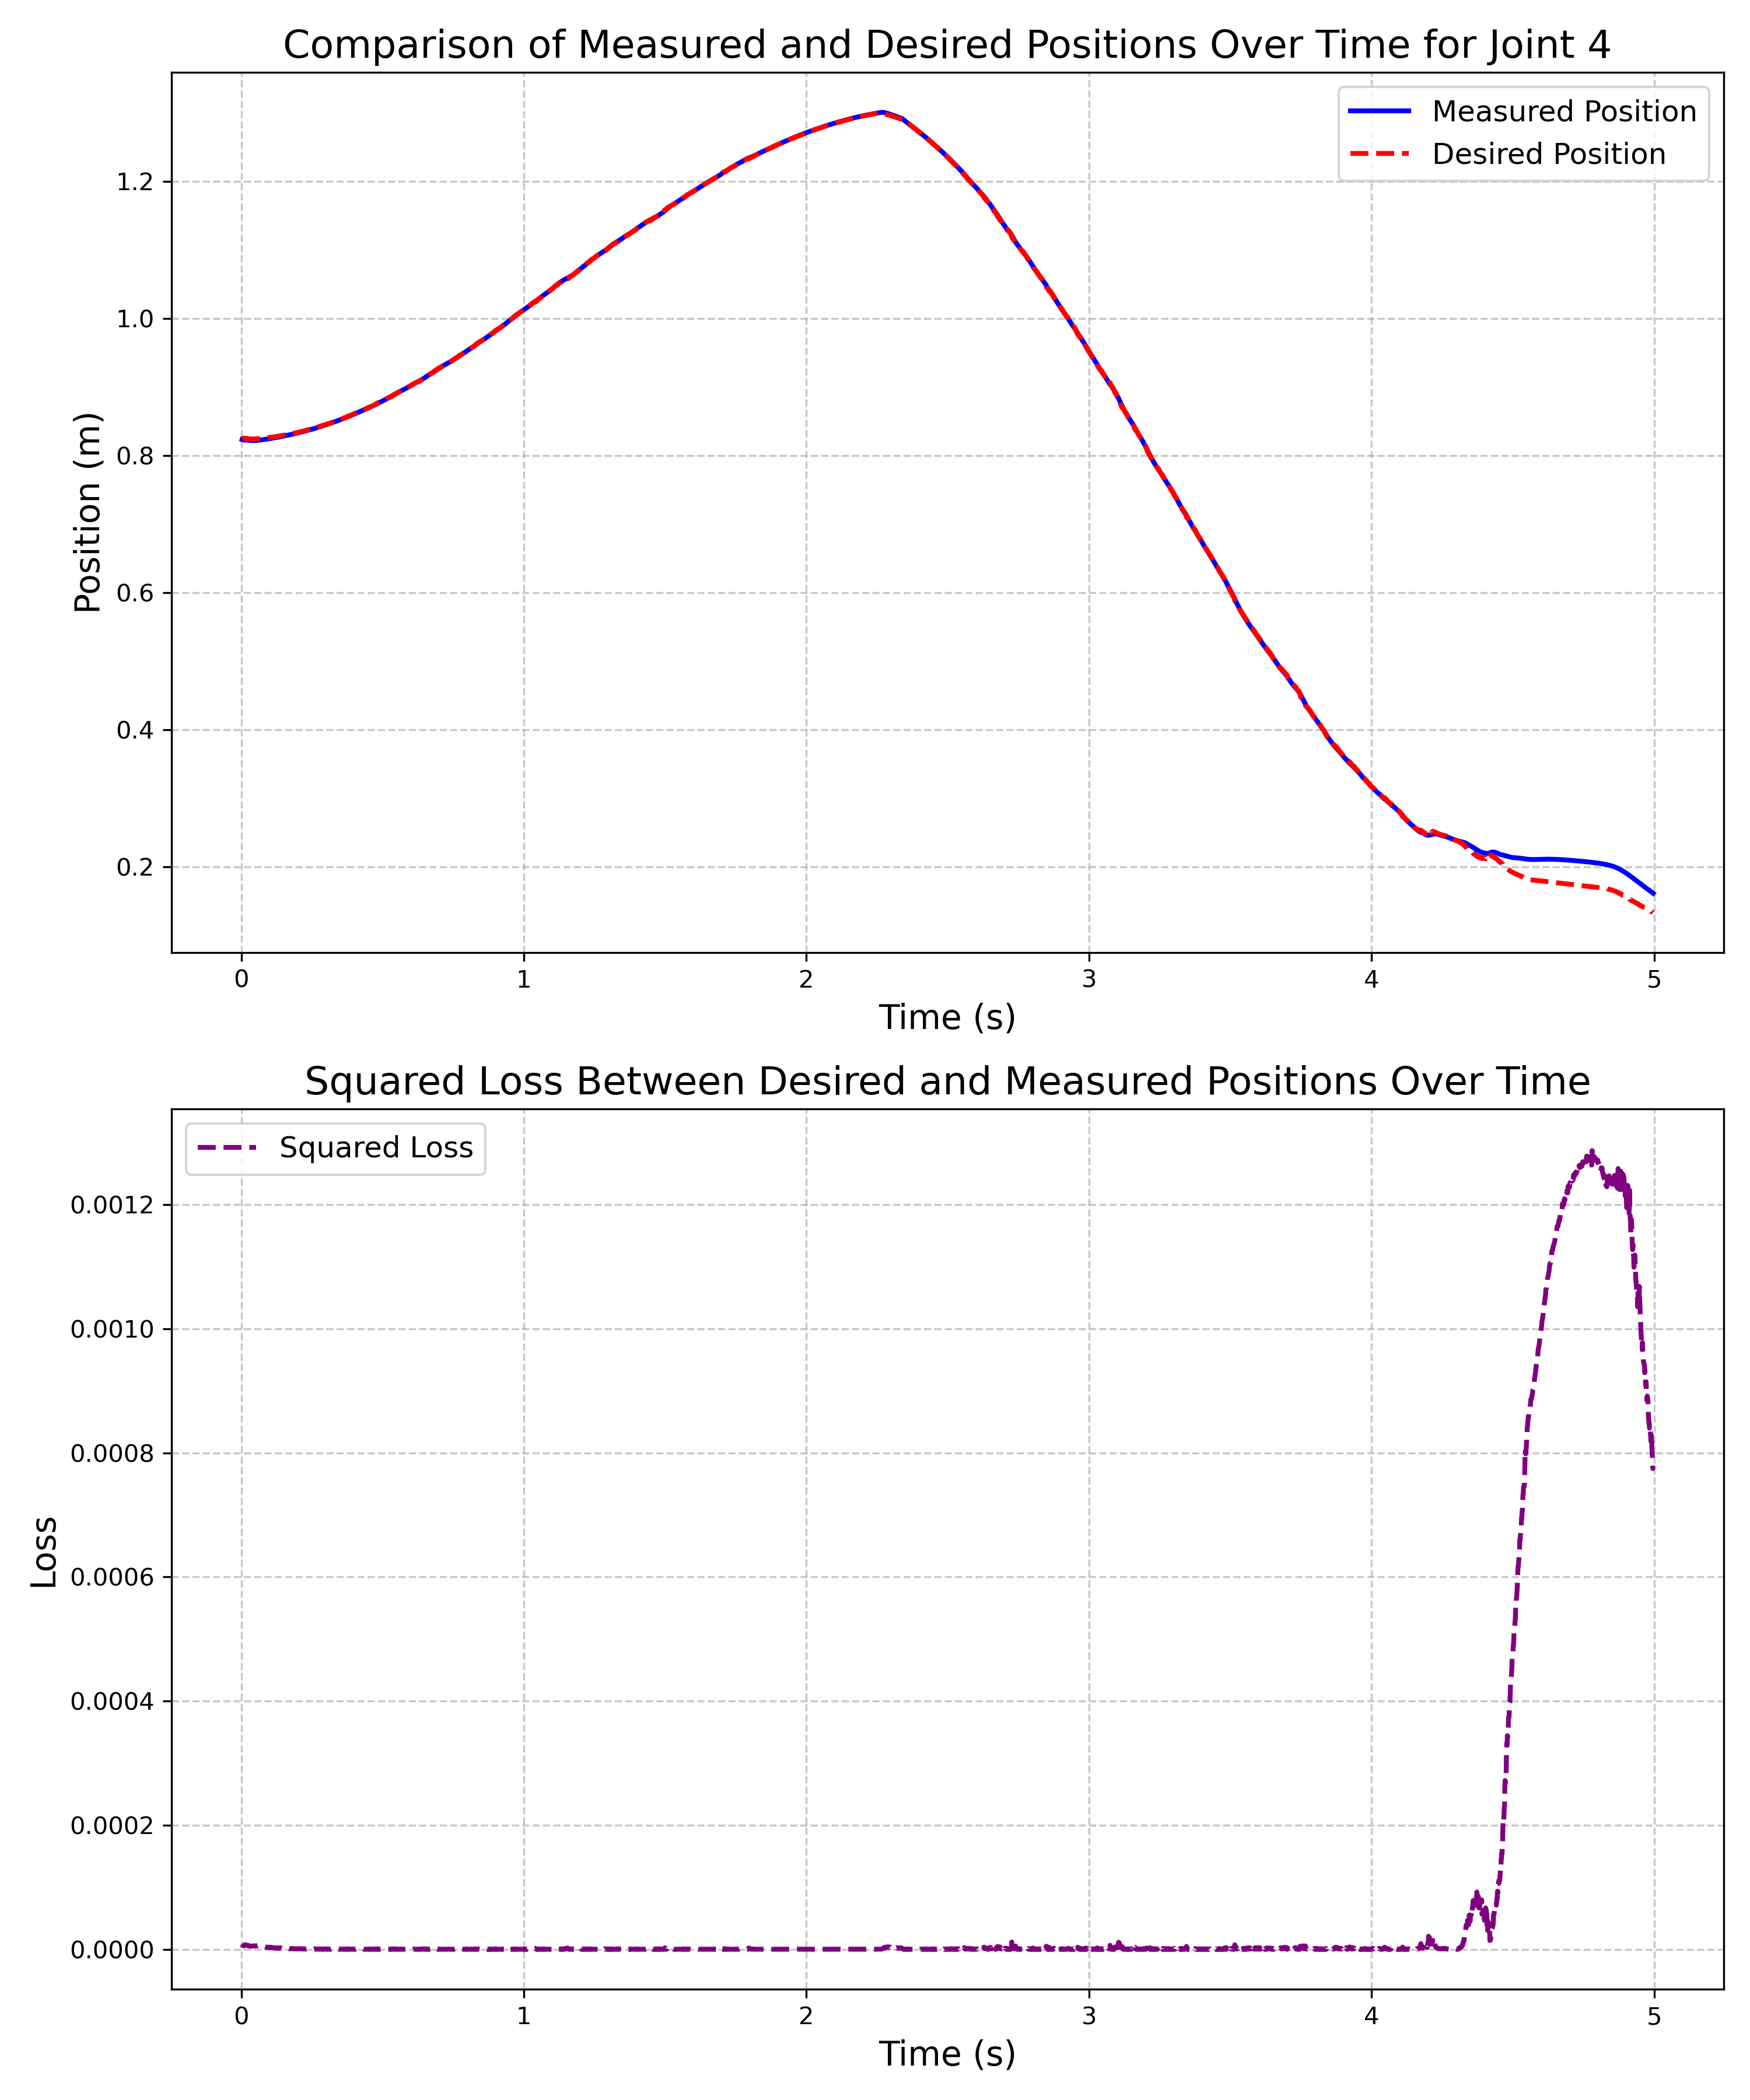 Comparison of Measured and Desired Positions Over Time for Joint 4
Measured Position
Desired Position
Position (m)
1.2
1.0
0.8
0.6
0.4
0.2
0 1 2 3 4 5
Time (s)
Squared Loss Between Desired and Measured Positions Over Time
Squared Loss
Loss
0.0012
0.0010
0.0008
0.0006
0.0004
0.0002
0.0000
0 1 2 3 4 5
Time (s)